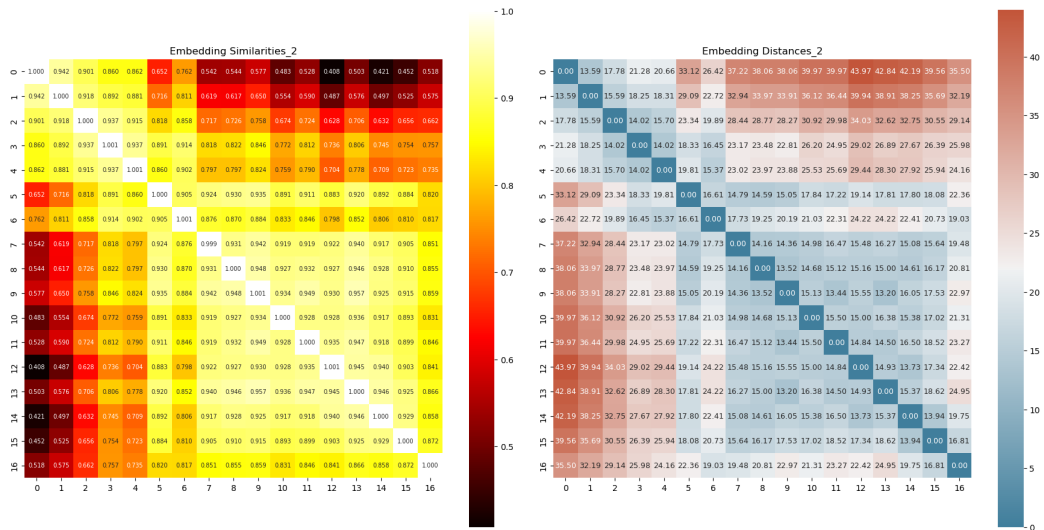 Embedding Similarities_2
0 1.000 0.942 0.901 0.860 0.862 0.652 0.762 0.542 0.544 0.577 0.483 0.528 0.408 0.503 0.421 0.452 0.518
1 0.942 1.000 0.918 0.892 0.881 0.716 0.811 0.619 0.617 0.650 0.554 0.590 0.487 0.576 0.497 0.525 0.575
2 0.901 0.918 1.000 0.937 0.915 0.818 0.858 0.717 0.726 0.758 0.674 0.724 0.628 0.706 0.632 0.656 0.662
3 0.860 0.892 0.937 1.001 0.937 0.891 0.914 0.818 0.822 0.846 0.772 0.812 0.736 0.806 0.745 0.754 0.757
4 0.862 0.881 0.915 0.937 1.001 0.860 0.902 0.797 0.797 0.824 0.759 0.790 0.704 0.778 0.709 0.723 0.735
5 0.652 0.716 0.818 0.891 0.860 1.000 0.905 0.924 0.930 0.935 0.891 0.911 0.883 0.920 0.892 0.884 0.820
6 0.762 0.811 0.858 0.914 0.902 0.905 1.001 0.876 0.870 0.884 0.833 0.846 0.798 0.852 0.806 0.810 0.817
7 0.542 0.619 0.717 0.818 0.797 0.924 0.876 0.999 0.931 0.942 0.919 0.919 0.922 0.940 0.917 0.905 0.851
8 0.544 0.617 0.726 0.822 0.797 0.930 0.870 0.931 1.000 0.948 0.927 0.932 0.927 0.946 0.928 0.910 0.855
9 0.577 0.650 0.758 0.846 0.824 0.935 0.884 0.942 0.948 1.001 0.934 0.949 0.930 0.957 0.925 0.915 0.859
10 0.483 0.554 0.674 0.772 0.759 0.891 0.833 0.919 0.927 0.934 1.000 0.928 0.930 0.936 0.917 0.893 0.831
11 0.528 0.590 0.724 0.812 0.790 0.911 0.846 0.919 0.932 0.949 0.928 1.000 0.935 0.947 0.918 0.899 0.846
12 0.408 0.487 0.628 0.736 0.704 0.883 0.798 0.922 0.927 0.930 0.930 0.935 1.001 0.953 0.940 0.903 0.841
13 0.503 0.576 0.706 0.806 0.778 0.920 0.852 0.940 0.946 0.957 0.936 0.947 0.953 1.000 0.946 0.925 0.866
14 0.421 0.497 0.632 0.745 0.709 0.892 0.806 0.917 0.928 0.925 0.917 0.918 0.940 0.946 1.000 0.929 0.858
15 0.452 0.525 0.656 0.754 0.723 0.884 0.810 0.905 0.910 0.915 0.893 0.899 0.903 0.925 0.929 1.000 0.872
16 0.518 0.575 0.662 0.757 0.735 0.820 0.817 0.851 0.855 0.859 0.831 0.846 0.841 0.866 0.858 0.872 1.000
0 1 2 3 4 5 6 7 8 9 10 11 12 13 14 15 16
1.0
0.9
0.8
0.7
0.6
0.5
Embedding Distances_2
0 0.00 13.59 17.78 21.28 20.66 33.12 26.42 37.22 38.06 38.06 39.97 39.97 43.97 42.84 42.19 39.56 35.50
1 13.59 0.00 15.59 18.25 18.31 29.09 22.72 32.94 33.97 33.91 36.12 36.44 39.94 38.91 38.25 35.69 32.19
2 17.78 15.59 0.00 14.02 15.70 23.34 19.89 28.44 28.77 28.27 30.92 29.98 34.03 32.62 32.75 30.55 29.14
3 21.28 18.25 14.02 0.00 14.02 18.33 16.45 23.17 23.48 22.81 26.20 24.95 29.02 26.89 27.67 26.39 25.98
4 20.66 18.31 15.70 14.02 0.00 19.81 15.37 23.02 23.97 23.88 25.53 25.69 29.44 28.30 27.92 25.94 24.16
5 33.12 29.09 23.34 18.33 19.81 0.00 16.61 14.79 14.59 15.05 17.84 17.22 19.14 17.81 17.80 18.08 22.36
6 26.42 22.72 19.89 16.45 15.37 16.61 0.00 17.73 19.25 20.19 21.03 22.31 24.22 24.22 22.41 20.73 19.03
7 37.22 32.94 28.44 23.17 23.02 14.79 17.73 0.00 14.16 14.36 14.98 16.47 15.48 16.27 15.08 15.64 19.48
8 38.06 33.97 28.77 23.48 23.97 14.59 19.25 14.16 0.00 13.52 14.68 15.12 15.16 15.00 14.61 16.17 20.81
9 38.06 33.91 28.27 22.81 23.88 15.05 20.19 14.36 13.52 0.00 15.13 13.44 15.55 13.20 16.05 17.53 22.97
10 39.97 36.12 30.92 26.20 25.53 17.84 21.03 14.98 14.68 15.13 0.00 15.50 15.00 16.38 15.38 17.02 21.31
11 39.97 36.44 29.98 24.95 25.69 17.22 22.31 16.47 15.12 13.44 15.50 0.00 14.84 14.50 16.50 18.52 23.27
12 43.97 39.94 34.03 29.02 29.44 19.14 24.22 15.48 15.16 15.55 15.00 14.84 0.00 14.93 13.73 17.34 22.42
13 42.84 38.91 32.62 26.89 28.30 17.81 24.22 16.27 15.00 13.20 16.38 14.50 14.93 0.00 15.37 18.62 24.95
14 42.19 38.25 32.75 27.67 27.92 17.80 22.41 15.08 14.61 16.05 15.38 16.50 13.73 15.37 0.00 13.94 19.75
15 39.56 35.69 30.55 26.39 25.94 18.08 20.73 15.64 16.17 17.53 17.02 18.52 17.34 18.62 13.94 0.00 16.81
16 35.50 32.19 29.14 25.98 24.16 22.36 19.03 19.48 20.81 22.97 21.31 23.27 22.42 24.95 19.75 16.81 0.00
0 1 2 3 4 5 6 7 8 9 10 11 12 13 14 15 16
40
35
30
25
20
15
10
5
0